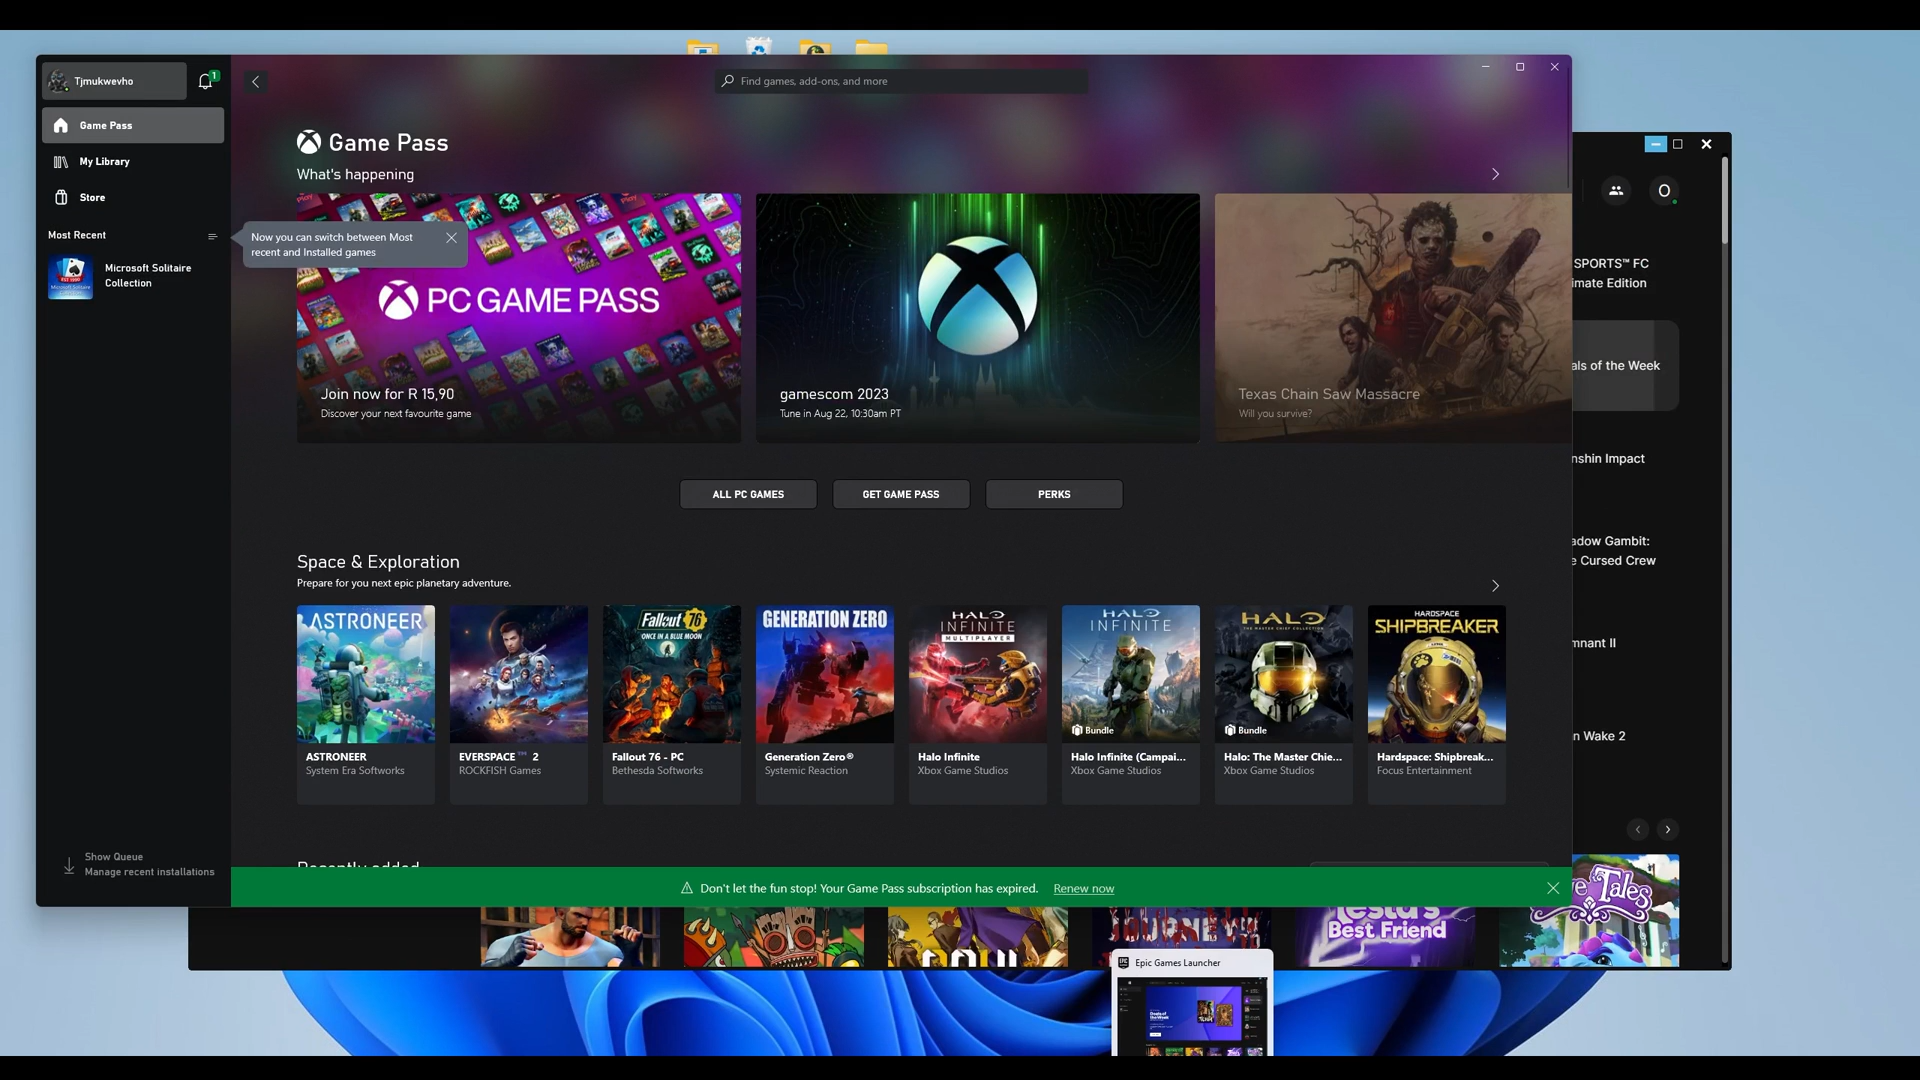 Tjmukwevho
1
Find games, add-ons, and more
Game Pass
My Library
Store
Most Recent
Microsoft Solitaire
Collection
Now you can switch between Most
recent and Installed games
Game Pass
What's happening
PC GAME PASS
Join now for R 15,90
Discover your next favourite game
gamescom 2023
Tune in Aug 22, 10:30am PT
Texas Chain Saw Massacre
Will you survive?
ALL PC GAMES
GET GAME PASS
PERKS
Space & Exploration
Prepare for you next epic planetary adventure.
ASTRONEER
Fallout 76
ONCE IN A BLUE MOON
GENERATION ZERO
HALO
INFINITE
MULTIPLAYER
HALO
INFINITE
Bundle
HALO
THE MASTER CHIEF COLLECTION
Bundle
HARDSPACE
SHIPBREAKER
ASTRONEER
System Era Softworks
EVERSPACE™ 2
ROCKFISH Games
Fallout 76 - PC
Bethesda Softworks
Generation Zero®
Systemic Reaction
Halo Infinite
Xbox Game Studios
Halo Infinite (Campai...
Xbox Game Studios
Halo: The Master Chie...
Xbox Game Studios
Hardspace: Shipbreak...
Focus Entertainment
Recently added
Show Queue
Manage recent installations
Don't let the fun stop! Your Game Pass subscription has expired. Renew now
O
SPORTS™ FC
imate Edition
als of the Week
nshin Impact
adow Gambit:
e Cursed Crew
mnant II
n Wake 2
Tales
Best Friend
Epic Games Launcher